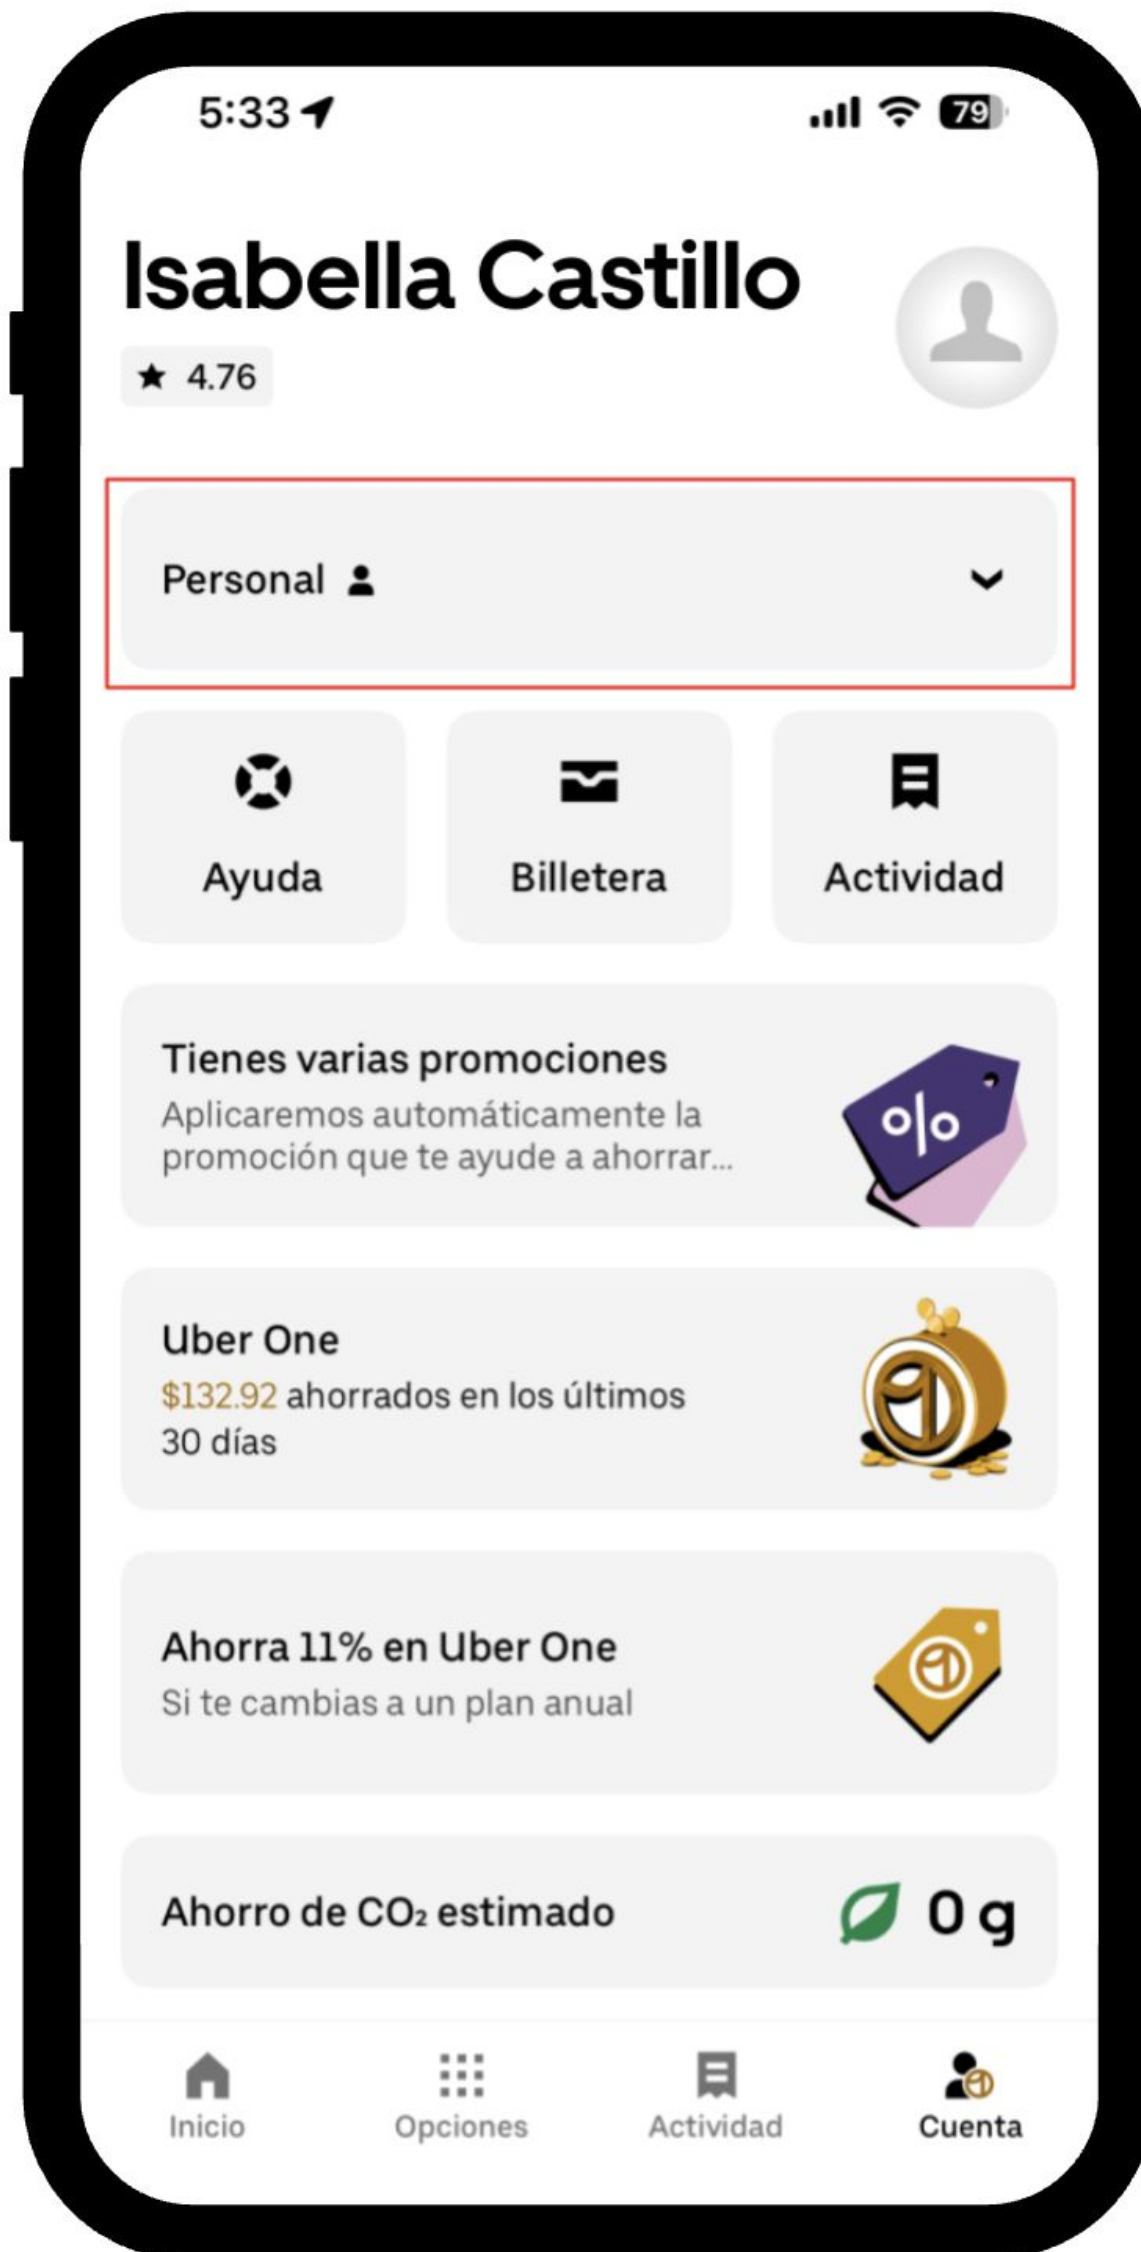 5:33
79
Isabella Castillo
★ 4.76
Personal
Ayuda
Billetera
Actividad
Tienes varias promociones
Aplicaremos automáticamente la
promoción que te ayude a ahorrar...
%
Uber One
$132.92 ahorrados en los últimos
30 días
Ahorra 11% en Uber One
Si te cambias a un plan anual
Ahorro de CO₂ estimado
0 g
Inicio
Opciones
Actividad
Cuenta